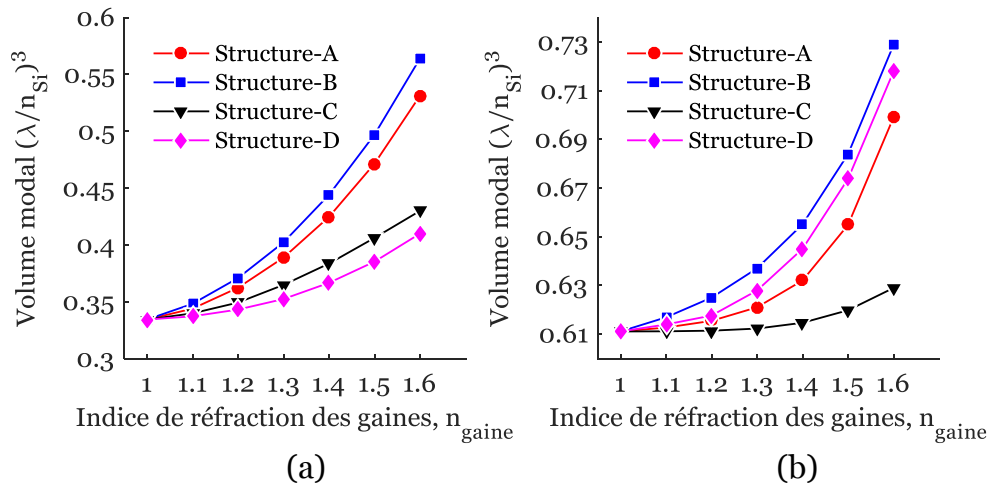 Volume modal (λ/nSi)³
0.6
0.55
0.5
0.45
0.4
0.35
0.3
Structure-A
Structure-B
Structure-C
Structure-D
1 1.1 1.2 1.3 1.4 1.5 1.6
Indice de réfraction des gaines, ngaine
(a)
Volume modal (λ/nSi)³
0.73
0.71
0.69
0.67
0.65
0.63
0.61
Structure-A
Structure-B
Structure-C
Structure-D
1 1.1 1.2 1.3 1.4 1.5 1.6
Indice de réfraction des gaines, ngaine
(b)